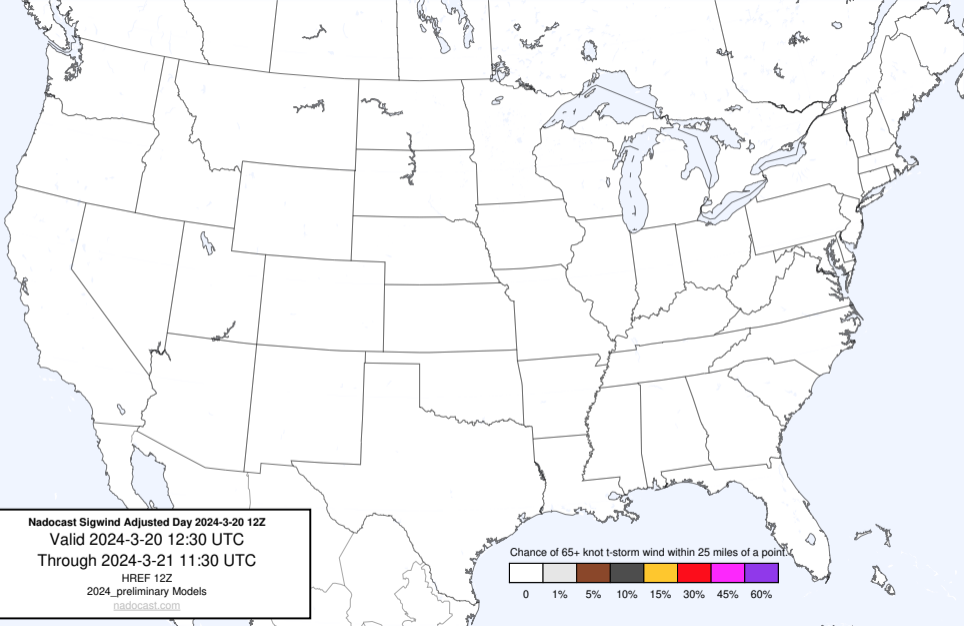 Nadocast Sigwind Adjusted Day 2024-3-20 12Z
Valid 2024-3-20 12:30 UTC
Through 2024-3-21 11:30 UTC
HREF 12Z
2024_preliminary Models
nadocast.com
Chance of 65+ knot t-storm wind within 25 miles of a point.
0 1% 5% 10% 15% 30% 45% 60%